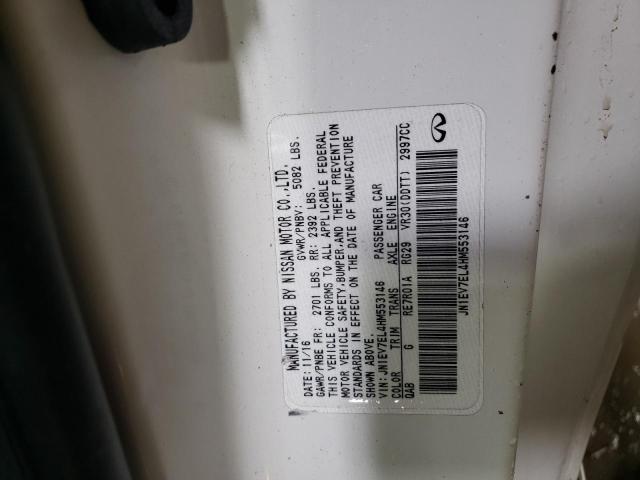 MANUFACTURED BY NISSAN MOTOR CO.,LTD.
DATE: 11/16 GVWR/PNBV: 5082 LBS.
GAWR/PNBE FR: 2701 LBS. RR: 2392 LBS.
THIS VEHICLE CONFORMS TO ALL APPLICABLE FEDERAL
MOTOR VEHICLE SAFETY,BUMPER,AND THEFT PREVENTION
STANDARDS IN EFFECT ON THE DATE OF MANUFACTURE
SHOWN ABOVE.
VIN: JN1EV7EL4HM553146 PASSENGER CAR
COLOR TRIM TRANS AXLE ENGINE
QAB G RE7R01A RG29 VR30(DDTT) 2997CC
JN1EV7EL4HM553146